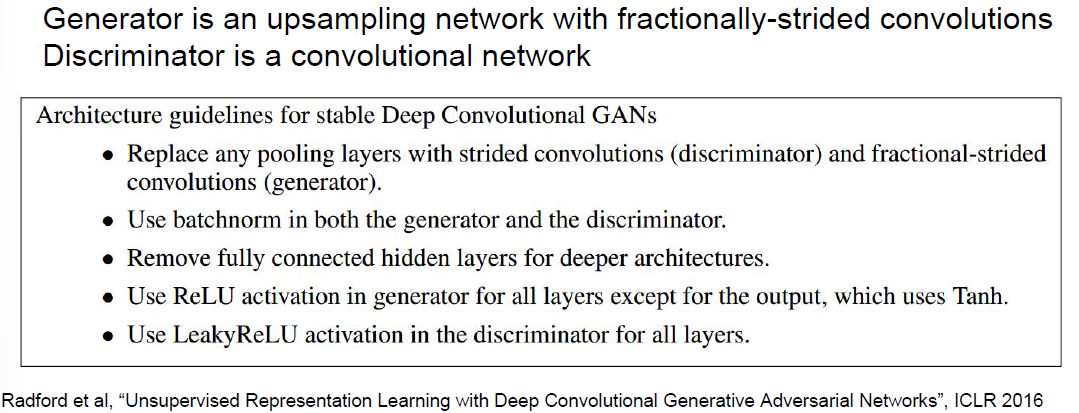 Generator is an upsampling network with fractionally-strided convolutions
Discriminator is a convolutional network
Architecture guidelines for stable Deep Convolutional GANs
• Replace any pooling layers with strided convolutions (discriminator) and fractional-strided
convolutions (generator).
• Use batchnorm in both the generator and the discriminator.
• Remove fully connected hidden layers for deeper architectures.
• Use ReLU activation in generator for all layers except for the output, which uses Tanh.
• Use LeakyReLU activation in the discriminator for all layers.
Radford et al, “Unsupervised Representation Learning with Deep Convolutional Generative Adversarial Networks”, ICLR 2016